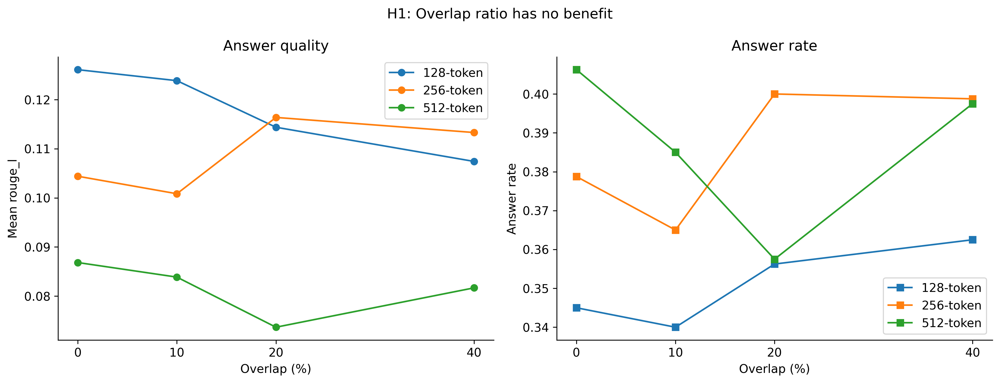 H1: Overlap ratio has no benefit
Answer quality
Mean rouge_l
0.12
0.11
0.10
0.09
0.08
0
10
20
40
Overlap (%)
128-token
256-token
512-token
Answer rate
Answer rate
0.40
0.39
0.38
0.37
0.36
0.35
0.34
0
10
20
40
Overlap (%)
128-token
256-token
512-token